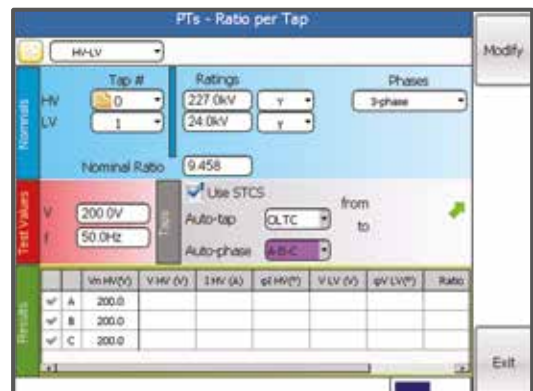 PTs - Ratio per Tap
Modify
HV-LV
Tap # Ratings Phases
Nominals
HV 0 227.0kV Y 3-phase
LV 1 24.0kV Y
Nominal Ratio 9.458
Test Values
Taps
Use STCS
V 200.0V Auto-tap OLTC from
f 50.0Hz to
Auto-phase A-B-C
Results
Vn HV(V) V HV (V) I HV (A) φI HV(°) V LV (V) φV LV(°) Ratio
A 200.0
B 200.0
C 200.0
Exit